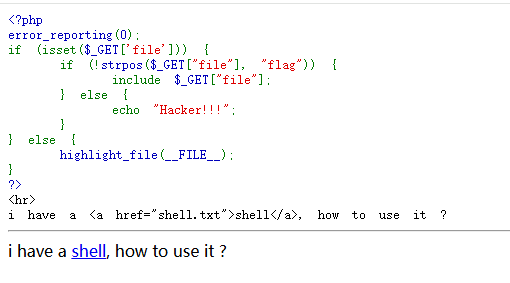 <?php
error_reporting(0);
if (isset($_GET['file'])) {
    if (!strpos($_GET["file"], "flag")) {
        include $_GET["file"];
    } else {
        echo "Hacker!!!";
    }
} else {
    highlight_file(__FILE__);
}
?>
<hr>
i have a <a href="shell.txt">shell</a>, how to use it ?
i have a shell, how to use it ?